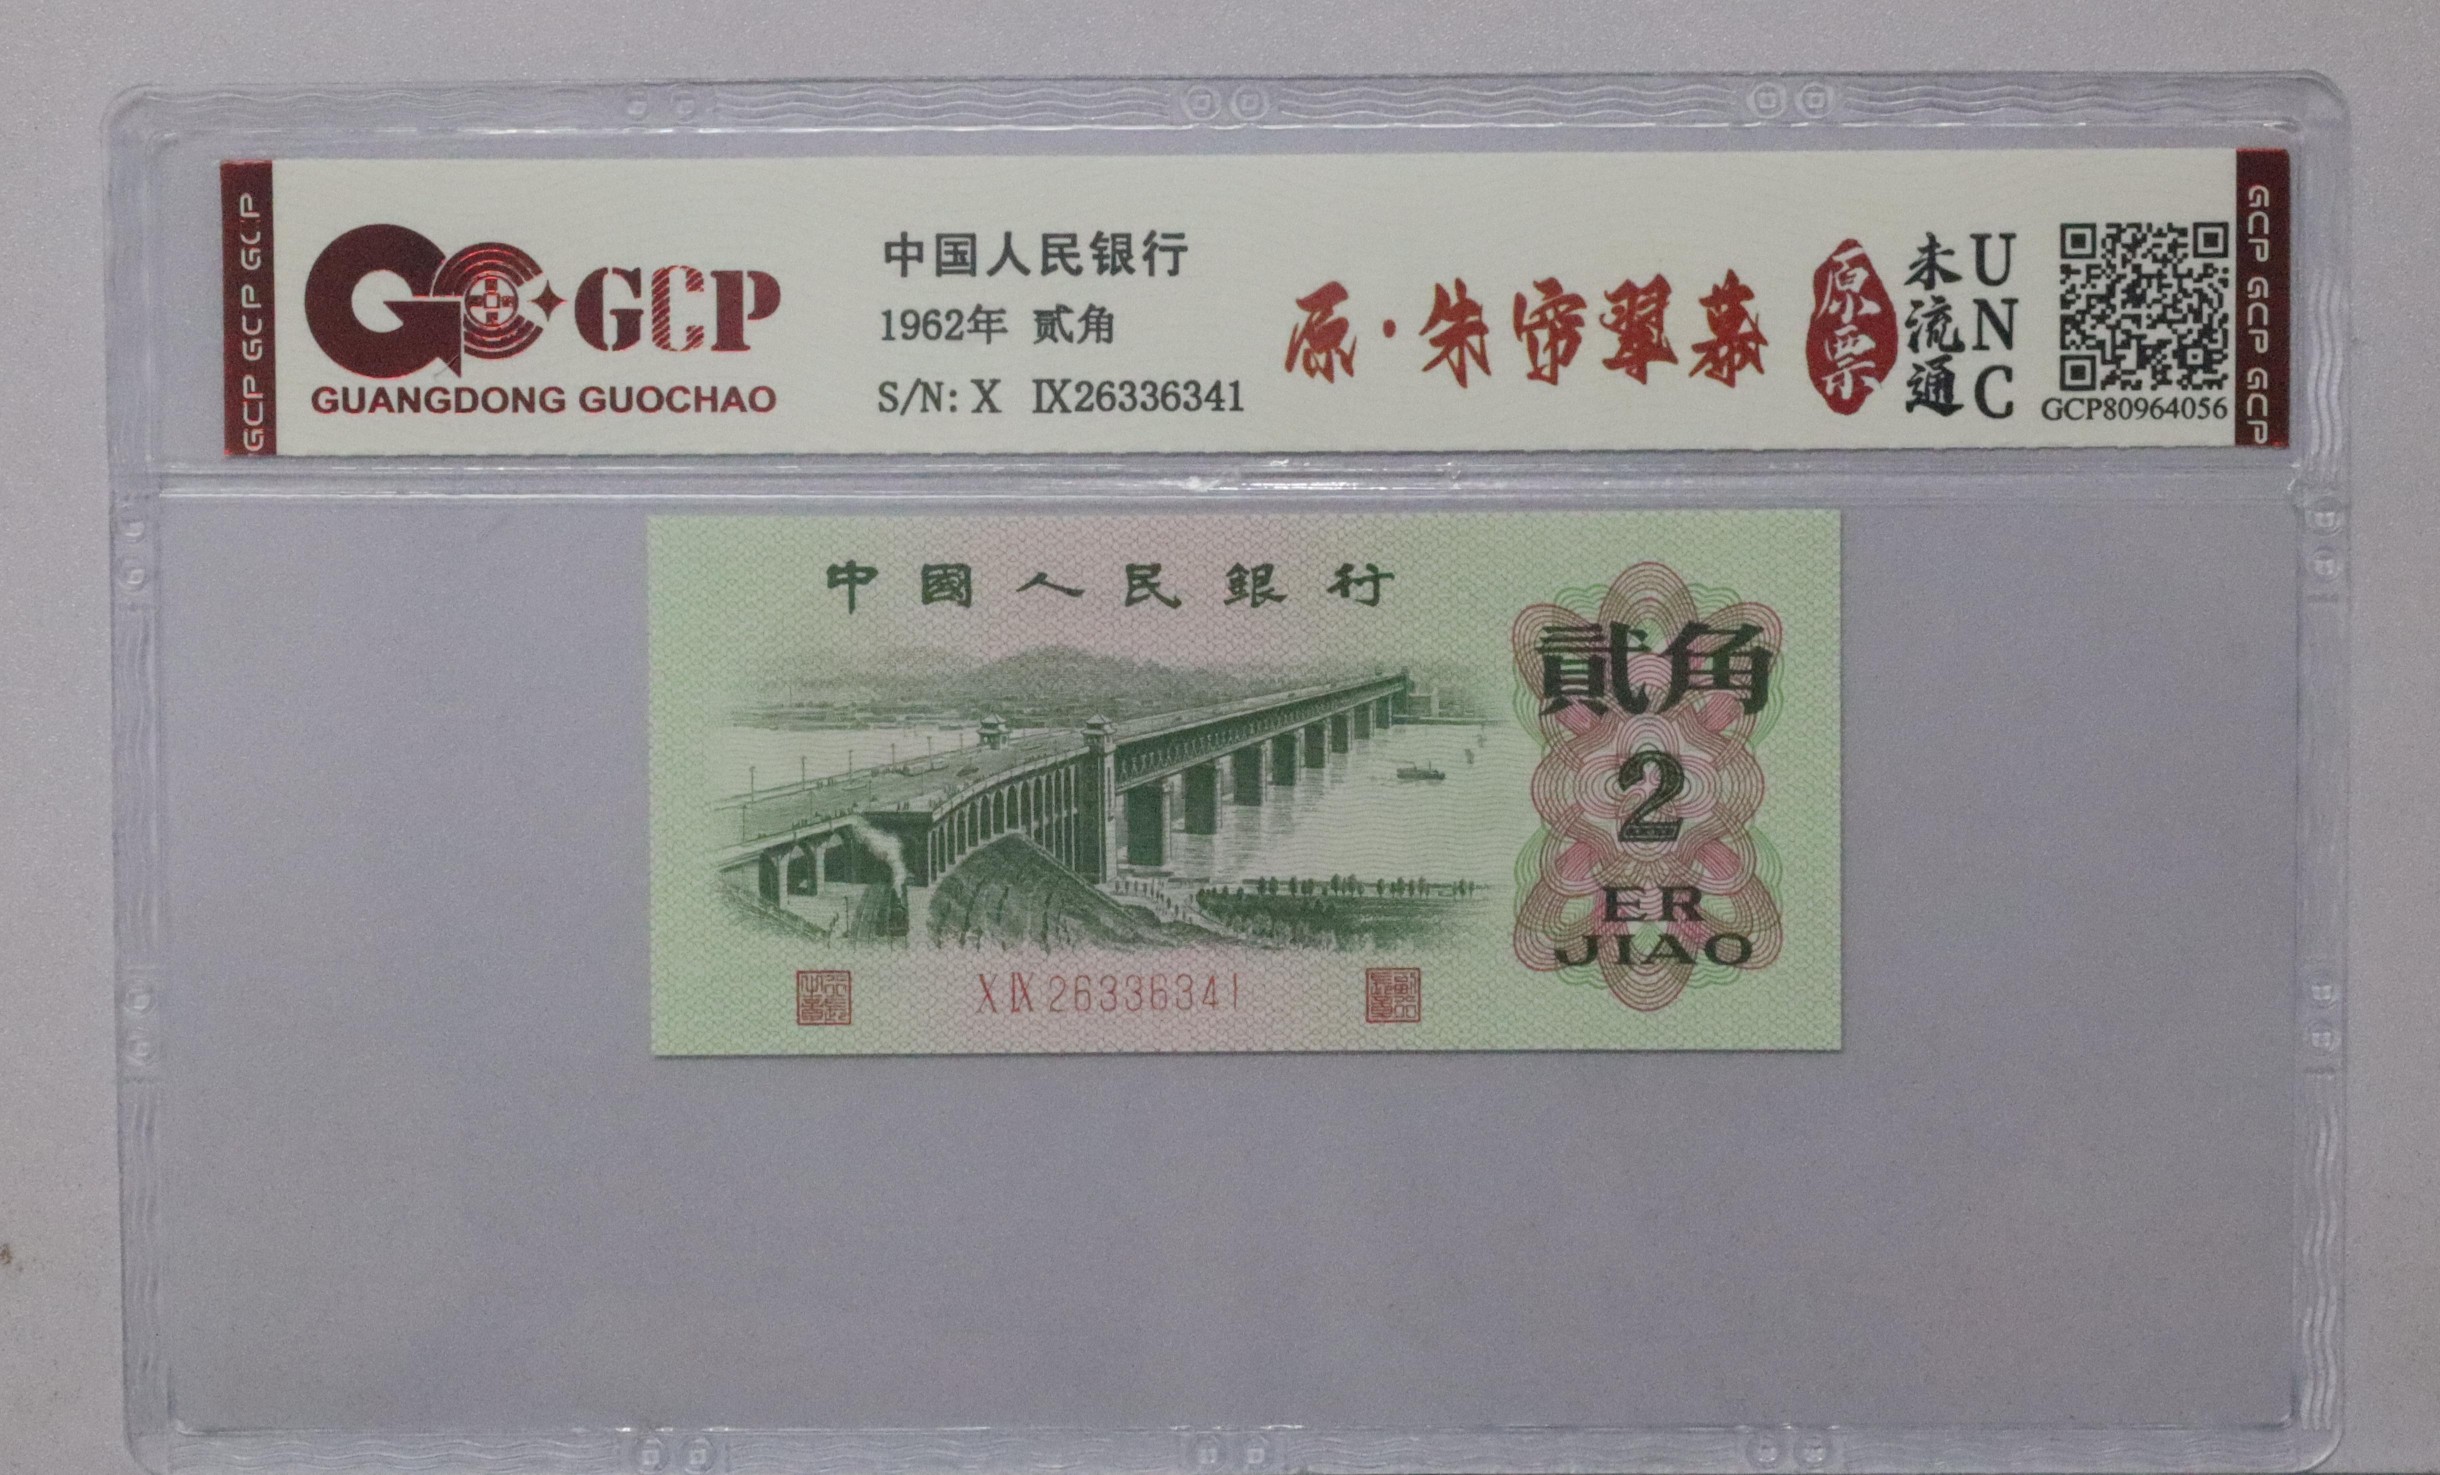 GCP GCP GCP
GCP
GUANGDONG GUOCHAO
中国人民银行
1962年 贰角
S/N: X IX26336341
原·朱帘翠幕
原票
未流通
UNC
GCP80964056
GCP GCP GCP
中國人民銀行
貳角
2
ER
JIAO
X IX 26336341